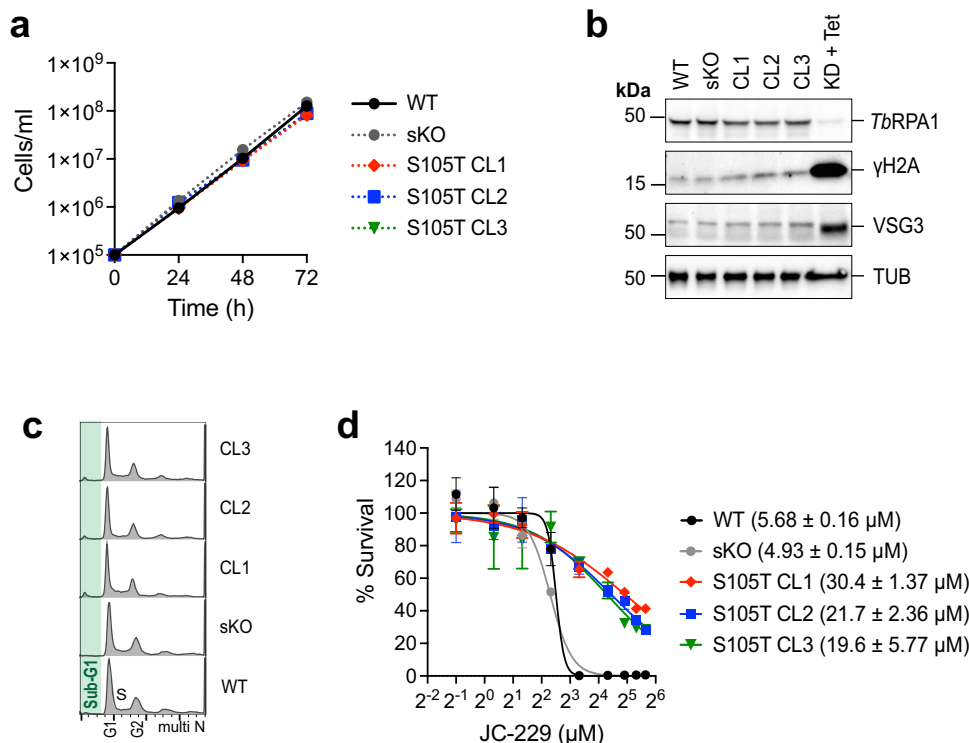 a
Cells/ml
1×10⁹
1×10⁸
1×10⁷
1×10⁶
1×10⁵
0 24 48 72
Time (h)
WT
sKO
S105T CL1
S105T CL2
S105T CL3
b
WT sKO CL1 CL2 CL3 KD + Tet
kDa
50 TbRPA1
15 γH2A
50 VSG3
50 TUB
c
CL3
CL2
CL1
sKO
WT
Sub-G1
S
G1 G2 multi N
d
% Survival
140
120
100
80
60
40
20
0
2⁻² 2⁻¹ 2⁰ 2¹ 2² 2³ 2⁴ 2⁵ 2⁶
JC-229 (µM)
WT (5.68 ± 0.16 µM)
sKO (4.93 ± 0.15 µM)
S105T CL1 (30.4 ± 1.37 µM)
S105T CL2 (21.7 ± 2.36 µM)
S105T CL3 (19.6 ± 5.77 µM)